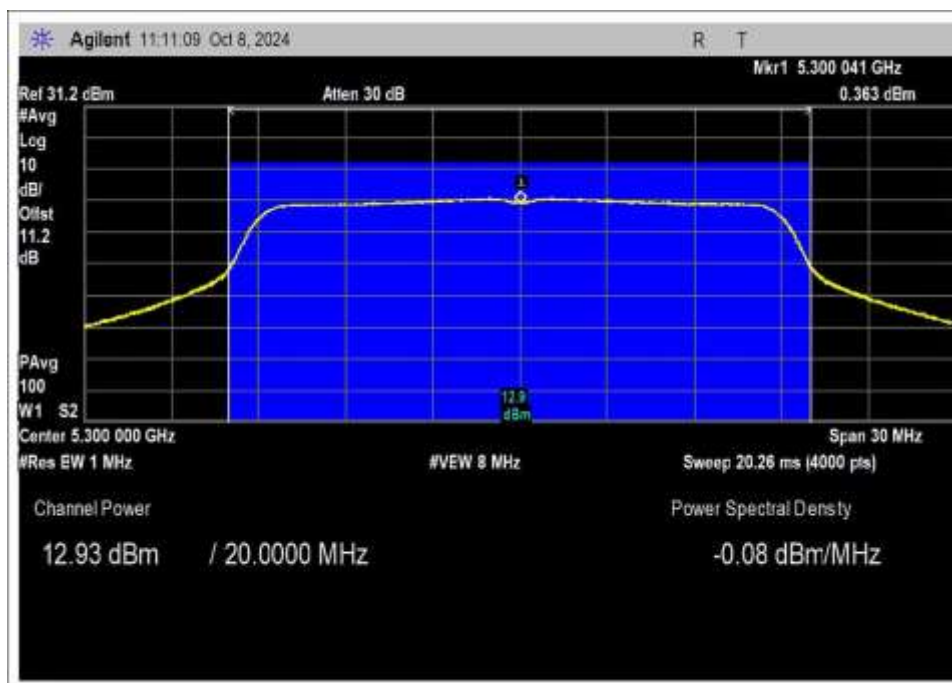 Agilent 11:11:09 Oct 8, 2024 R T
Mkr1 5.300 041 GHz
Ref 31.2 dBm Atten 30 dB 0.363 dBm
#Avg
Log
10
dB/
Offst
11.2
dB
1
PAvg
100
W1 S2
12.9
dBm
Center 5.300 000 GHz Span 30 MHz
#Res EW 1 MHz #VEW 8 MHz Sweep 20.26 ms (4000 pts)
Channel Power Power Spectral Densty
12.93 dBm / 20.0000 MHz -0.08 dBm/MHz